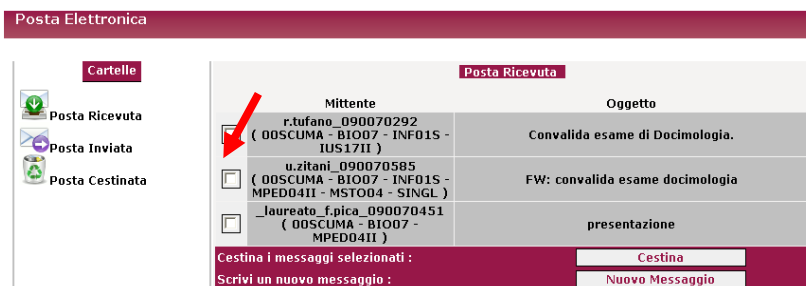 Posta Elettronica
Cartelle
Posta Ricevuta
Posta Inviata
Posta Cestinata
Posta Ricevuta
Mittente
Oggetto
r.tufano_090070292
( 00SCUMA - BIO07 - INF01S -
IUS17II )
Convalida esame di Docimologia.
u.zitani_090070585
( 00SCUMA - BIO07 - INF01S -
MPED04II - MSTO04 - SINGL )
FW: convalida esame docimologia
_laureato_f.pica_090070451
( 00SCUMA - BIO07 -
MPED04II )
presentazione
Cestina i messaggi selezionati :
Cestina
Scrivi un nuovo messaggio :
Nuovo Messaggio